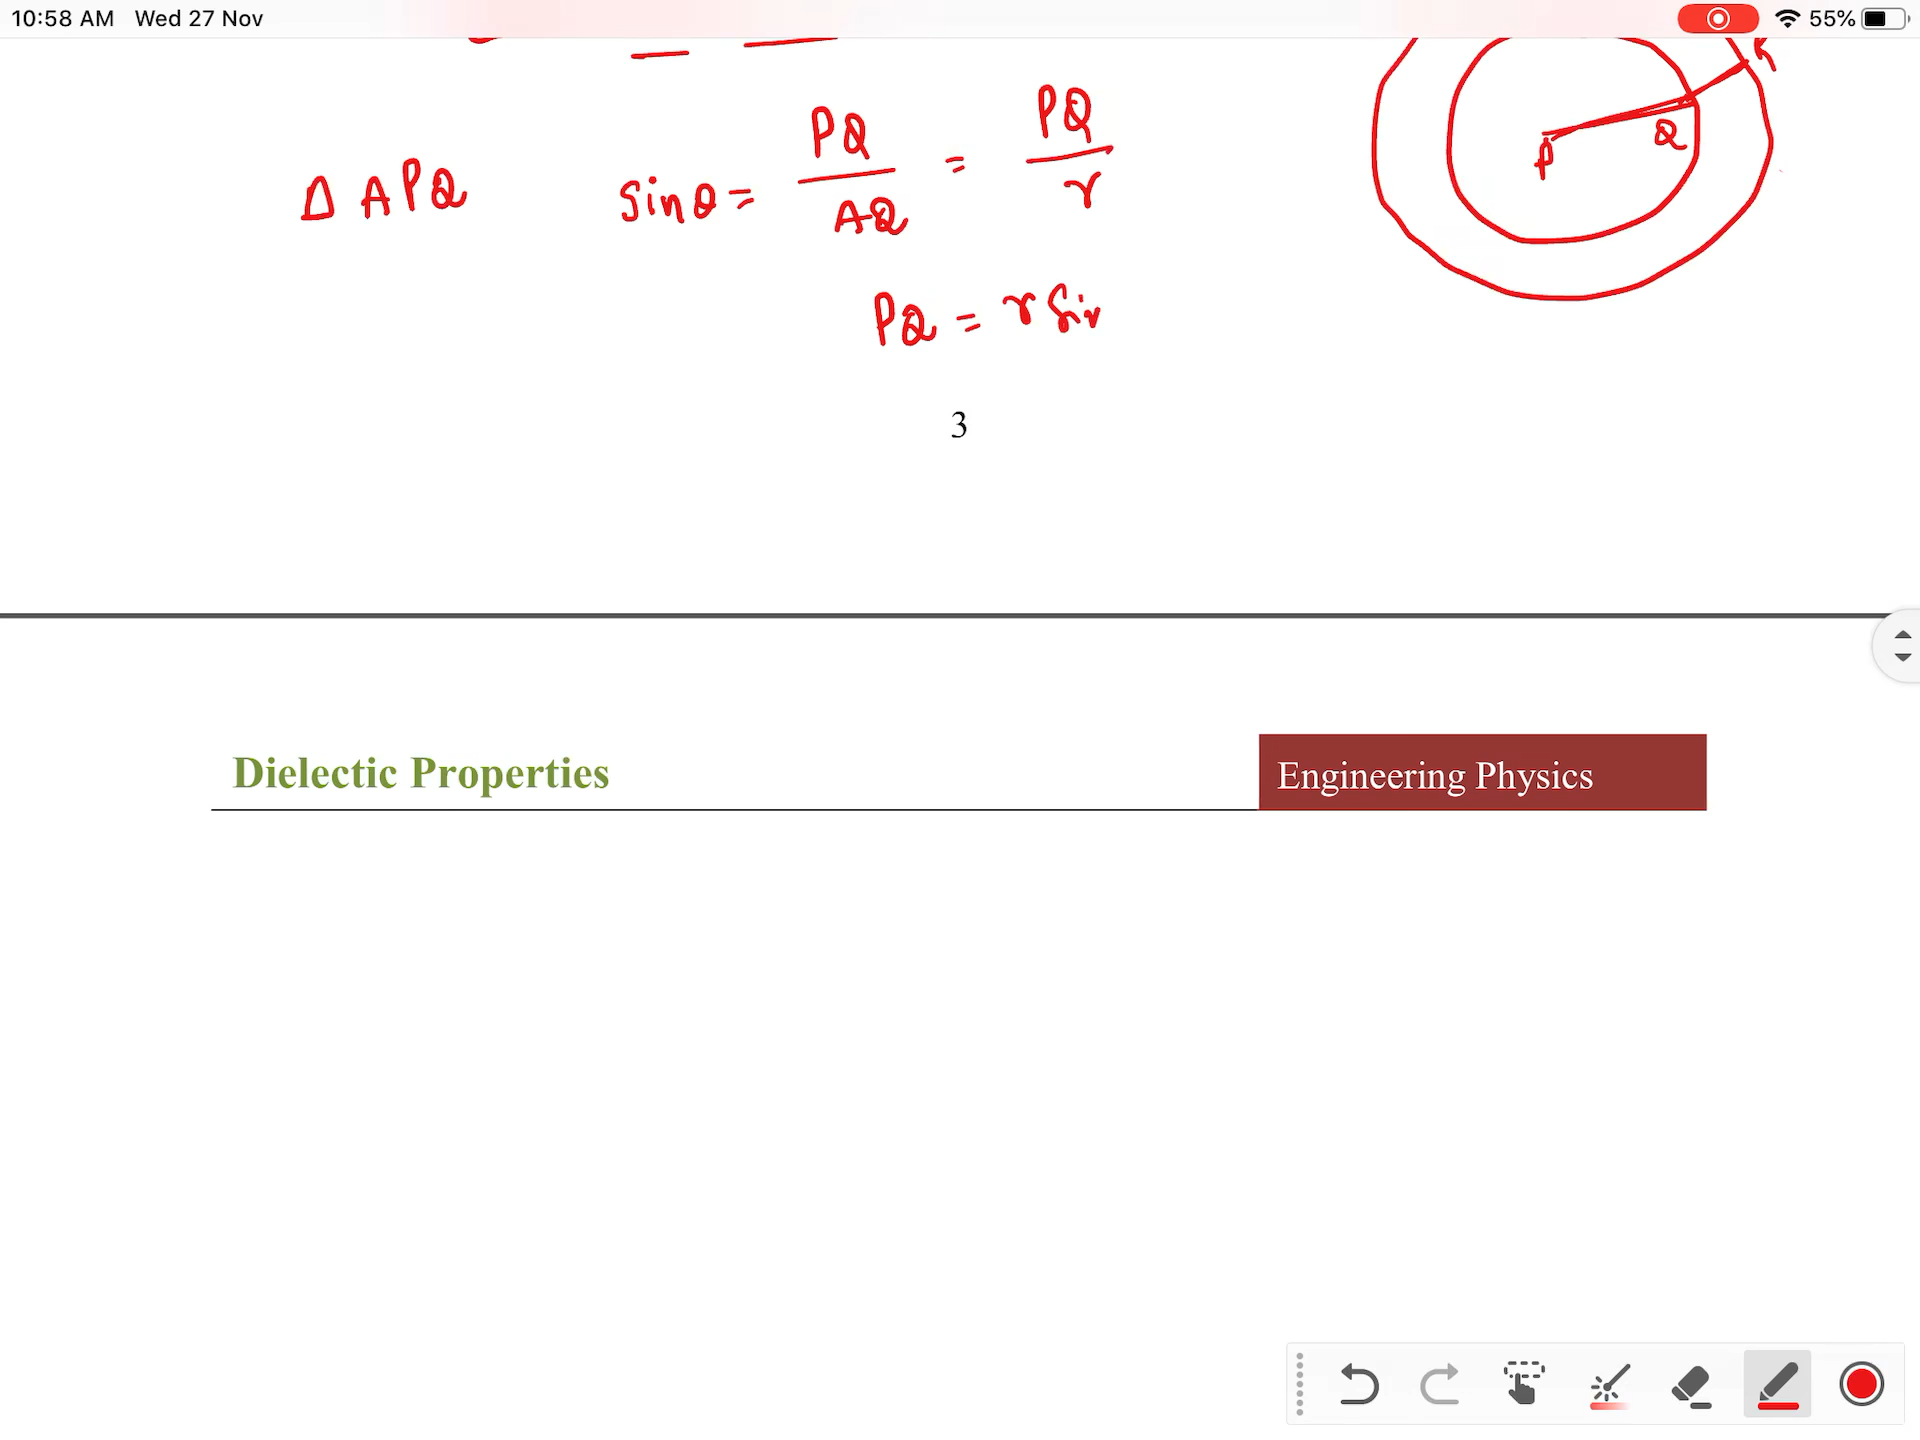 10:58 AM Wed 27 Nov 55%
Δ APQ sinθ = PQ/AQ = PQ/r
P
Q
PQ = r Sin
3
Dielectic Properties
Engineering Physics